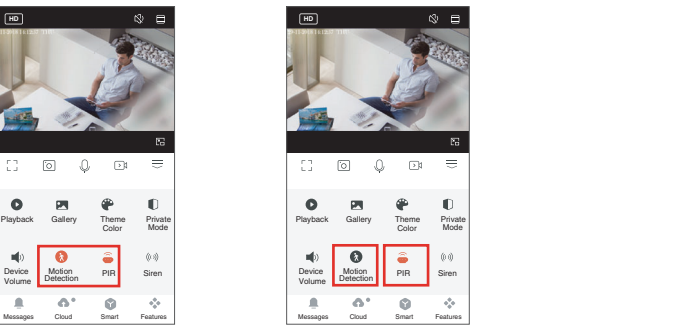 HD
Playback Gallery Theme Color Private Mode
Device Volume Motion Detection PIR Siren
Messages Cloud Smart Features
HD
Playback Gallery Theme Color Private Mode
Device Volume Motion Detection PIR Siren
Messages Cloud Smart Features